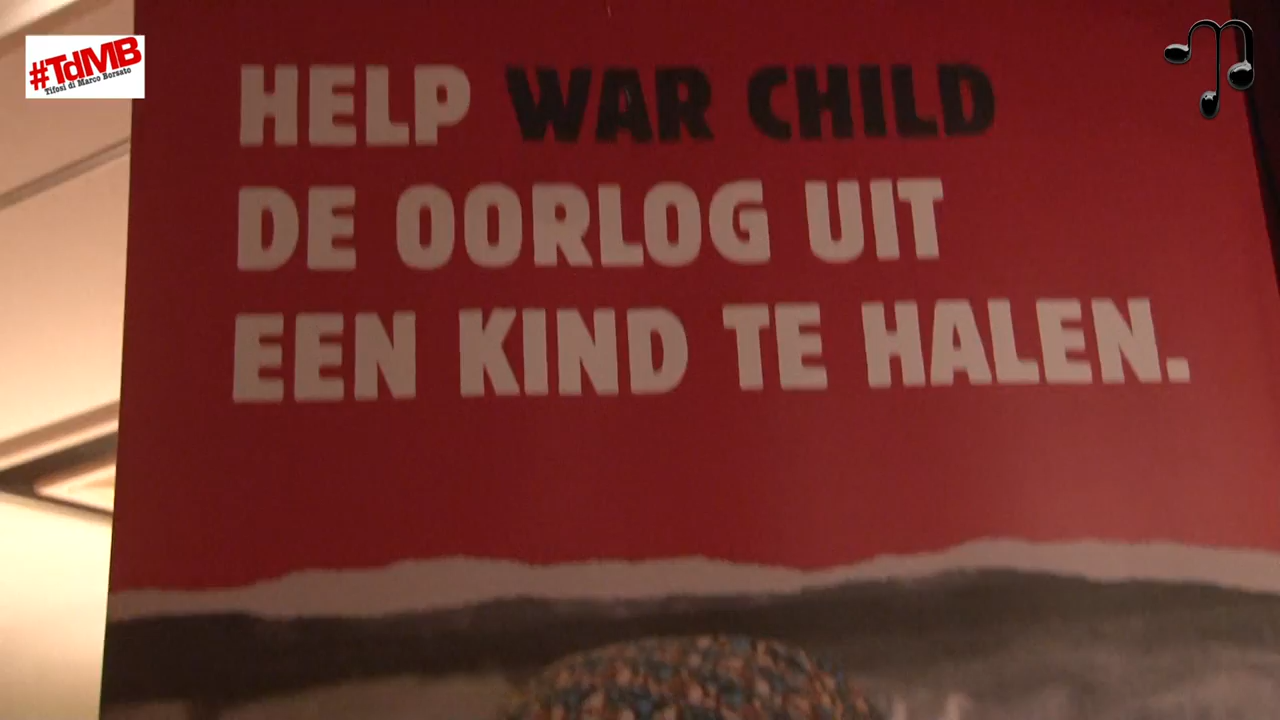 #TdMB
Tifosi di Marco Borsato
HELP WAR CHILD
DE OORLOG UIT
EEN KIND TE HALEN.